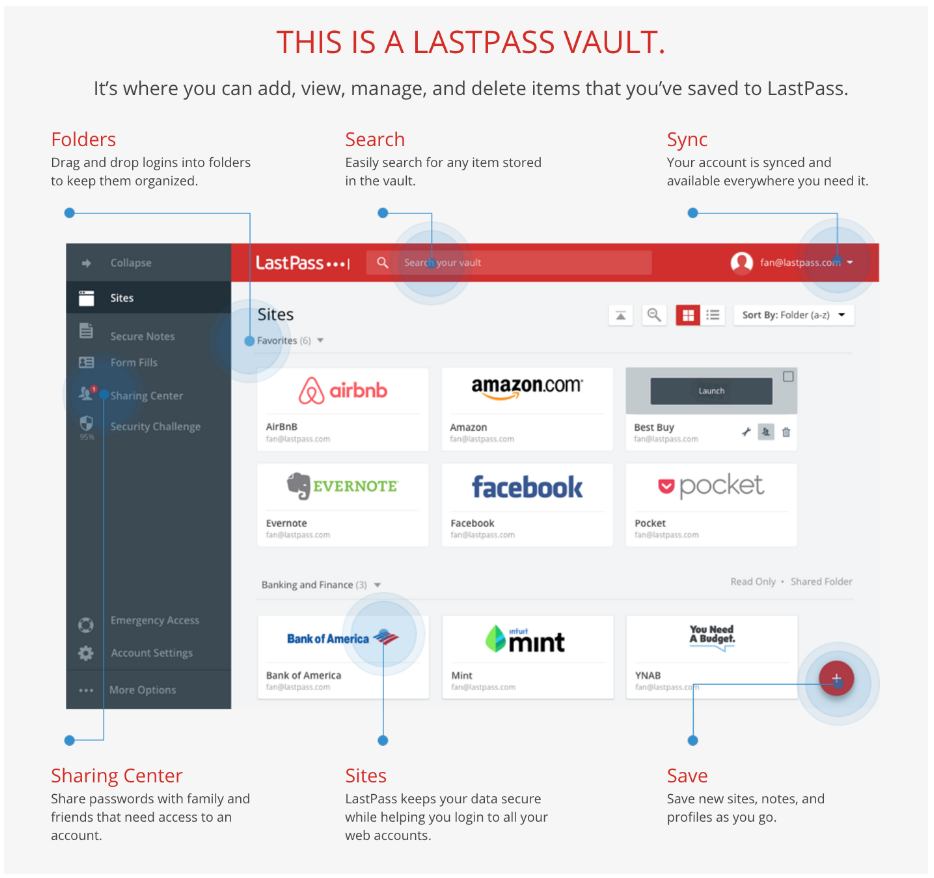 THIS IS A LASTPASS VAULT.
It's where you can add, view, manage, and delete items that you've saved to LastPass.
Folders
Drag and drop logins into folders
to keep them organized.
Search
Easily search for any item stored
in the vault.
Sync
Your account is synced and
available everywhere you need it.
Collapse
LastPass •••|
Search your vault
fan@lastpass.com
Sites
Secure Notes
Form Fills
1
Sharing Center
Security Challenge
95%
Emergency Access
Account Settings
More Options
Sites
Sort By: Folder (a-z)
Favorites (6)
airbnb
AirBnB
fan@lastpass.com
amazon.com
Amazon
fan@lastpass.com
Launch
Best Buy
fan@lastpass.com
EVERNOTE
Evernote
fan@lastpass.com
facebook
Facebook
fan@lastpass.com
pocket
Pocket
fan@lastpass.com
Banking and Finance (3)
Read Only • Shared Folder
Bank of America
Bank of America
fan@lastpass.com
intuit
mint
Mint
fan@lastpass.com
You Need
A Budget.
YNAB
fan@lastpass.com
+
Sharing Center
Share passwords with family and
friends that need access to an
account.
Sites
LastPass keeps your data secure
while helping you login to all your
web accounts.
Save
Save new sites, notes, and
profiles as you go.